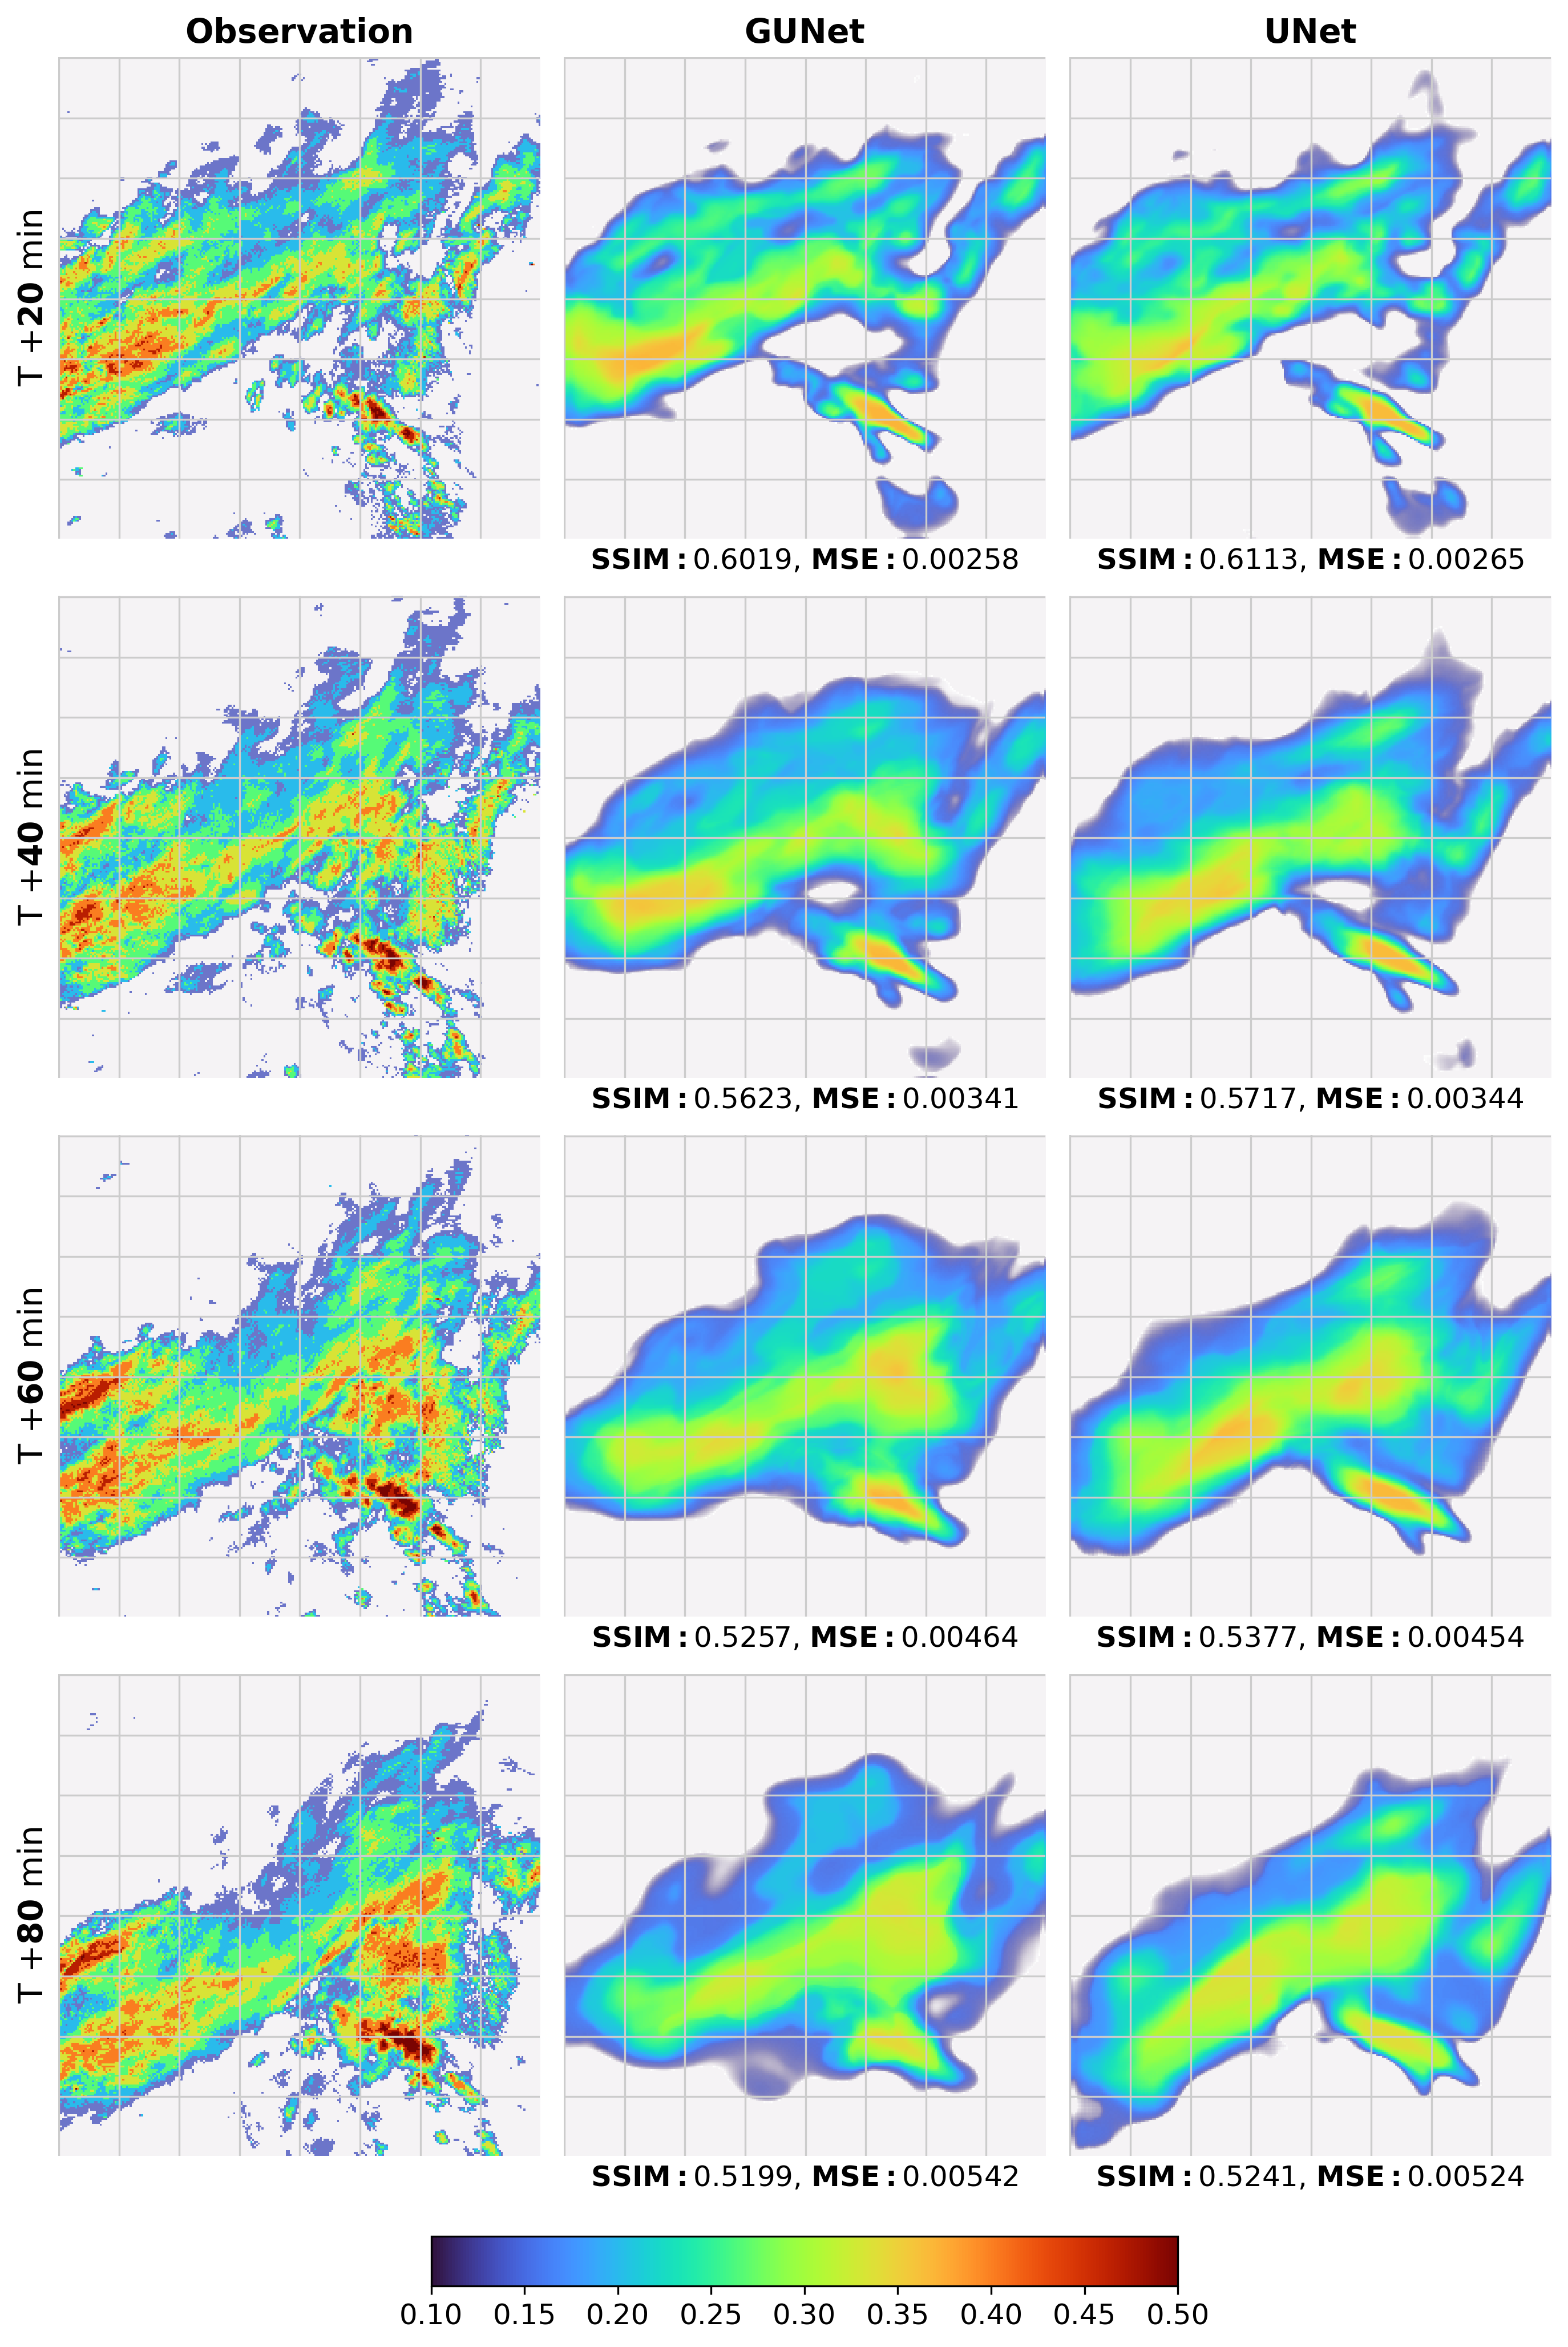 Observation GUNet UNet
T +20 min
SSIM:0.6019, MSE:0.00258 SSIM:0.6113, MSE:0.00265
T +40 min
SSIM:0.5623, MSE:0.00341 SSIM:0.5717, MSE:0.00344
T +60 min
SSIM:0.5257, MSE:0.00464 SSIM:0.5377, MSE:0.00454
T +80 min
SSIM:0.5199, MSE:0.00542 SSIM:0.5241, MSE:0.00524
0.10 0.15 0.20 0.25 0.30 0.35 0.40 0.45 0.50